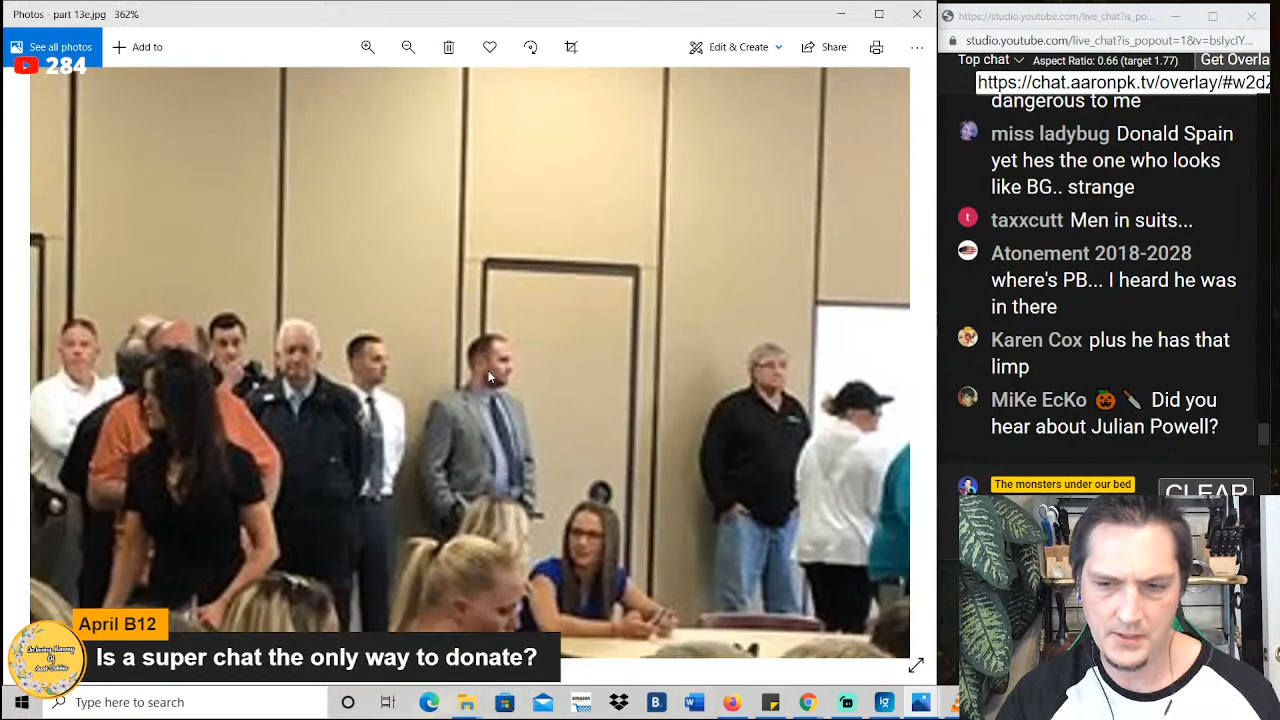 Photos - part 13e.jpg 362%
See all photos
Add to
Edit & Create
Share
284
https://studio.youtube.com/live_chat?is_po...
studio.youtube.com/live_chat?is_popout=1&v=bslyclY...
Top chat
Aspect Ratio: 0.66 (target 1.77)
Get Overla
https://chat.aaronpk.tv/overlay/#w2dZ
dangerous to me
miss ladybug Donald Spain
yet hes the one who looks
like BG.. strange
taxxcutt Men in suits...
Atonement 2018-2028
where's PB... I heard he was
in there
Karen Cox plus he has that
limp
MiKe EcKo 🎃 🔪 Did you
hear about Julian Powell?
The monsters under our bed
CLEAR
April B12
Is a super chat the only way to donate?
Type here to search